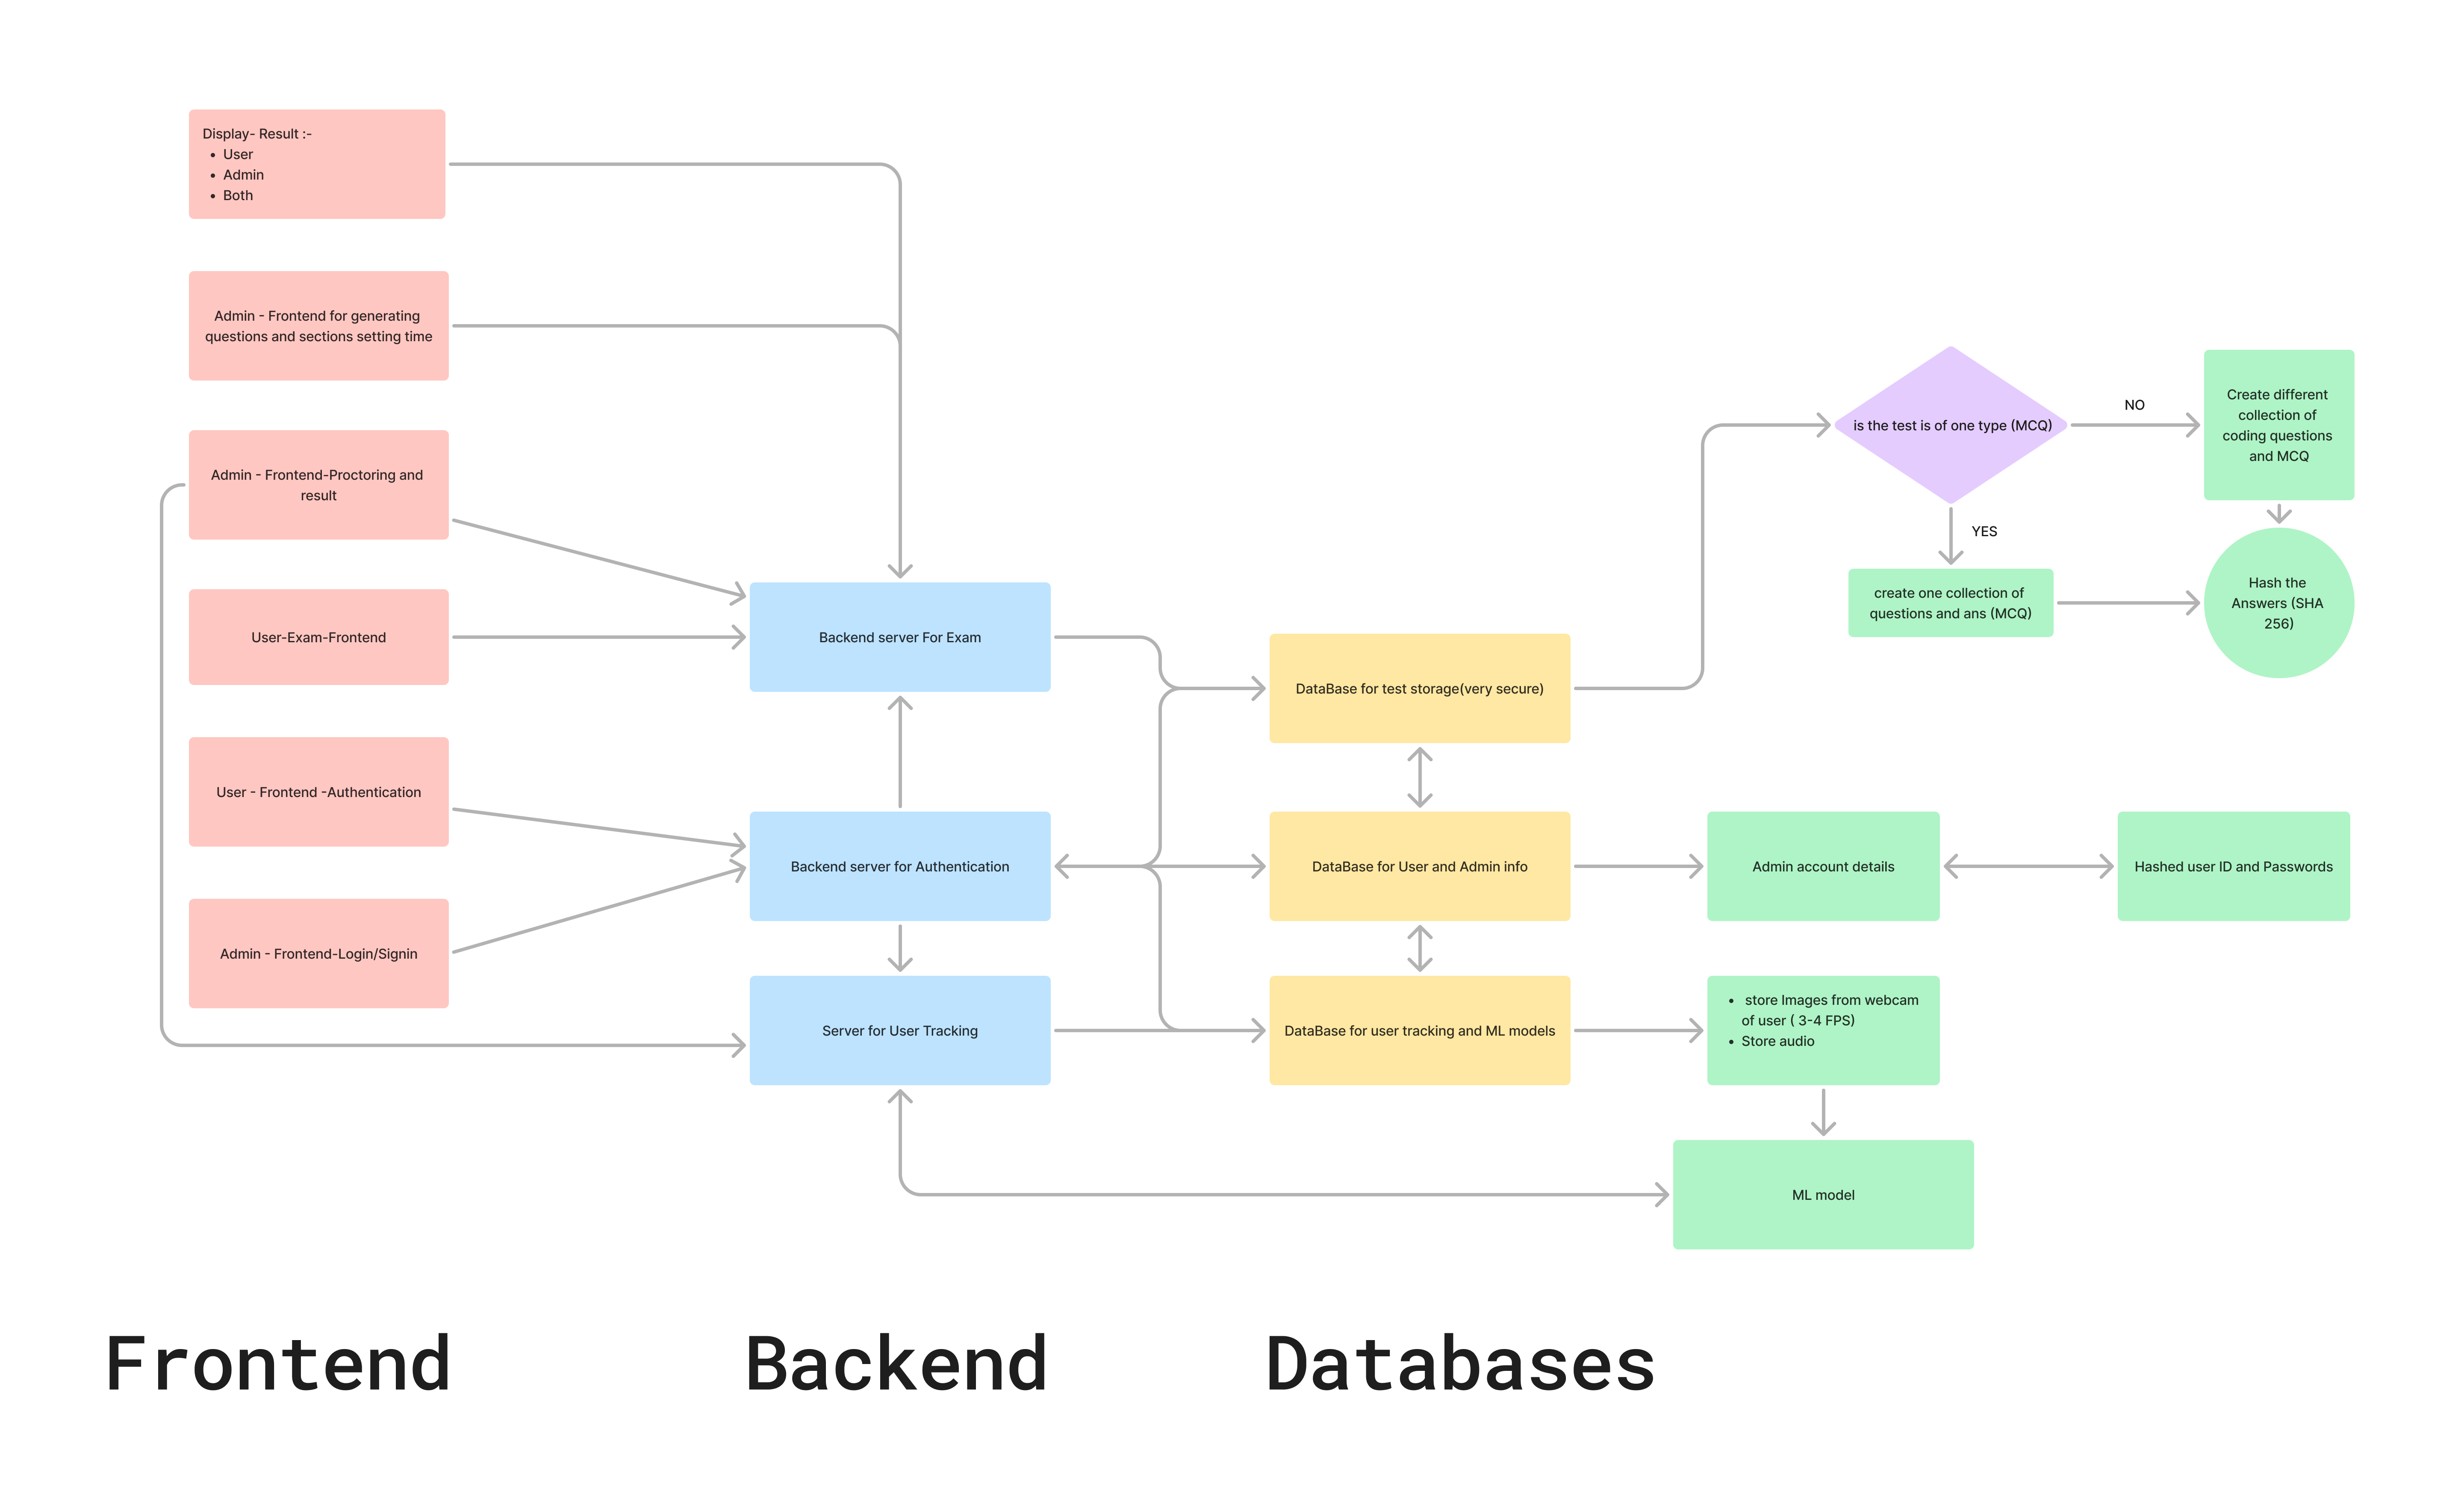 Display- Result :-
• User
• Admin
• Both
Admin - Frontend for generating
questions and sections setting time
Admin - Frontend-Proctoring and
result
User-Exam-Frontend
User - Frontend -Authentication
Admin - Frontend-Login/Signin
Backend server For Exam
Backend server for Authentication
Server for User Tracking
DataBase for test storage(very secure)
DataBase for User and Admin info
DataBase for user tracking and ML models
is the test is of one type (MCQ)
NO
YES
Create different
collection of
coding questions
and MCQ
create one collection of
questions and ans (MCQ)
Hash the
Answers (SHA
256)
Admin account details
Hashed user ID and Passwords
• store Images from webcam
of user ( 3-4 FPS)
• Store audio
ML model
Frontend
Backend
Databases